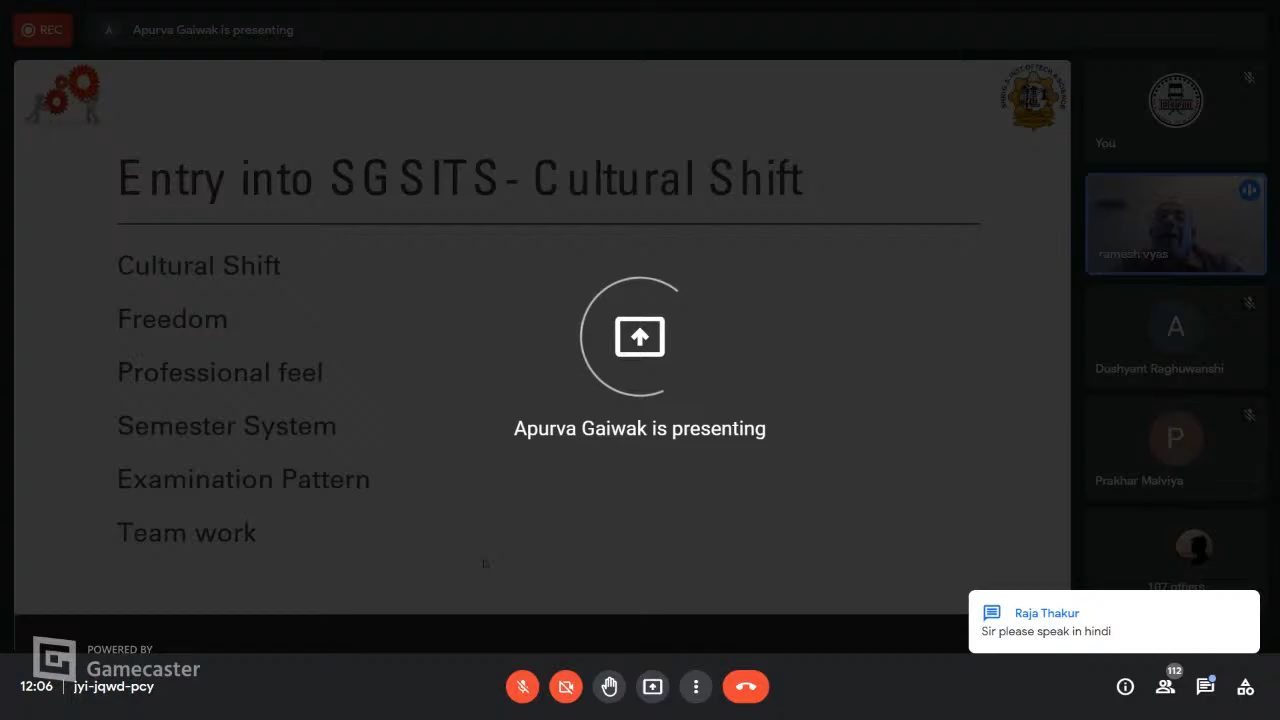 REC
A
Apurva Gaiwak is presenting
Entry into SGSITS- Cultural Shift
Cultural Shift
Freedom
Professional feel
Semester System
Examination Pattern
Team work
Apurva Gaiwak is presenting
You
ramesh vyas
A
Dushyant Raghuwanshi
P
Prakhar Malviya
107 others
Raja Thakur
Sir please speak in hindi
POWERED BY
Gamecaster
12:06 | jyi-jqwd-pcy
112